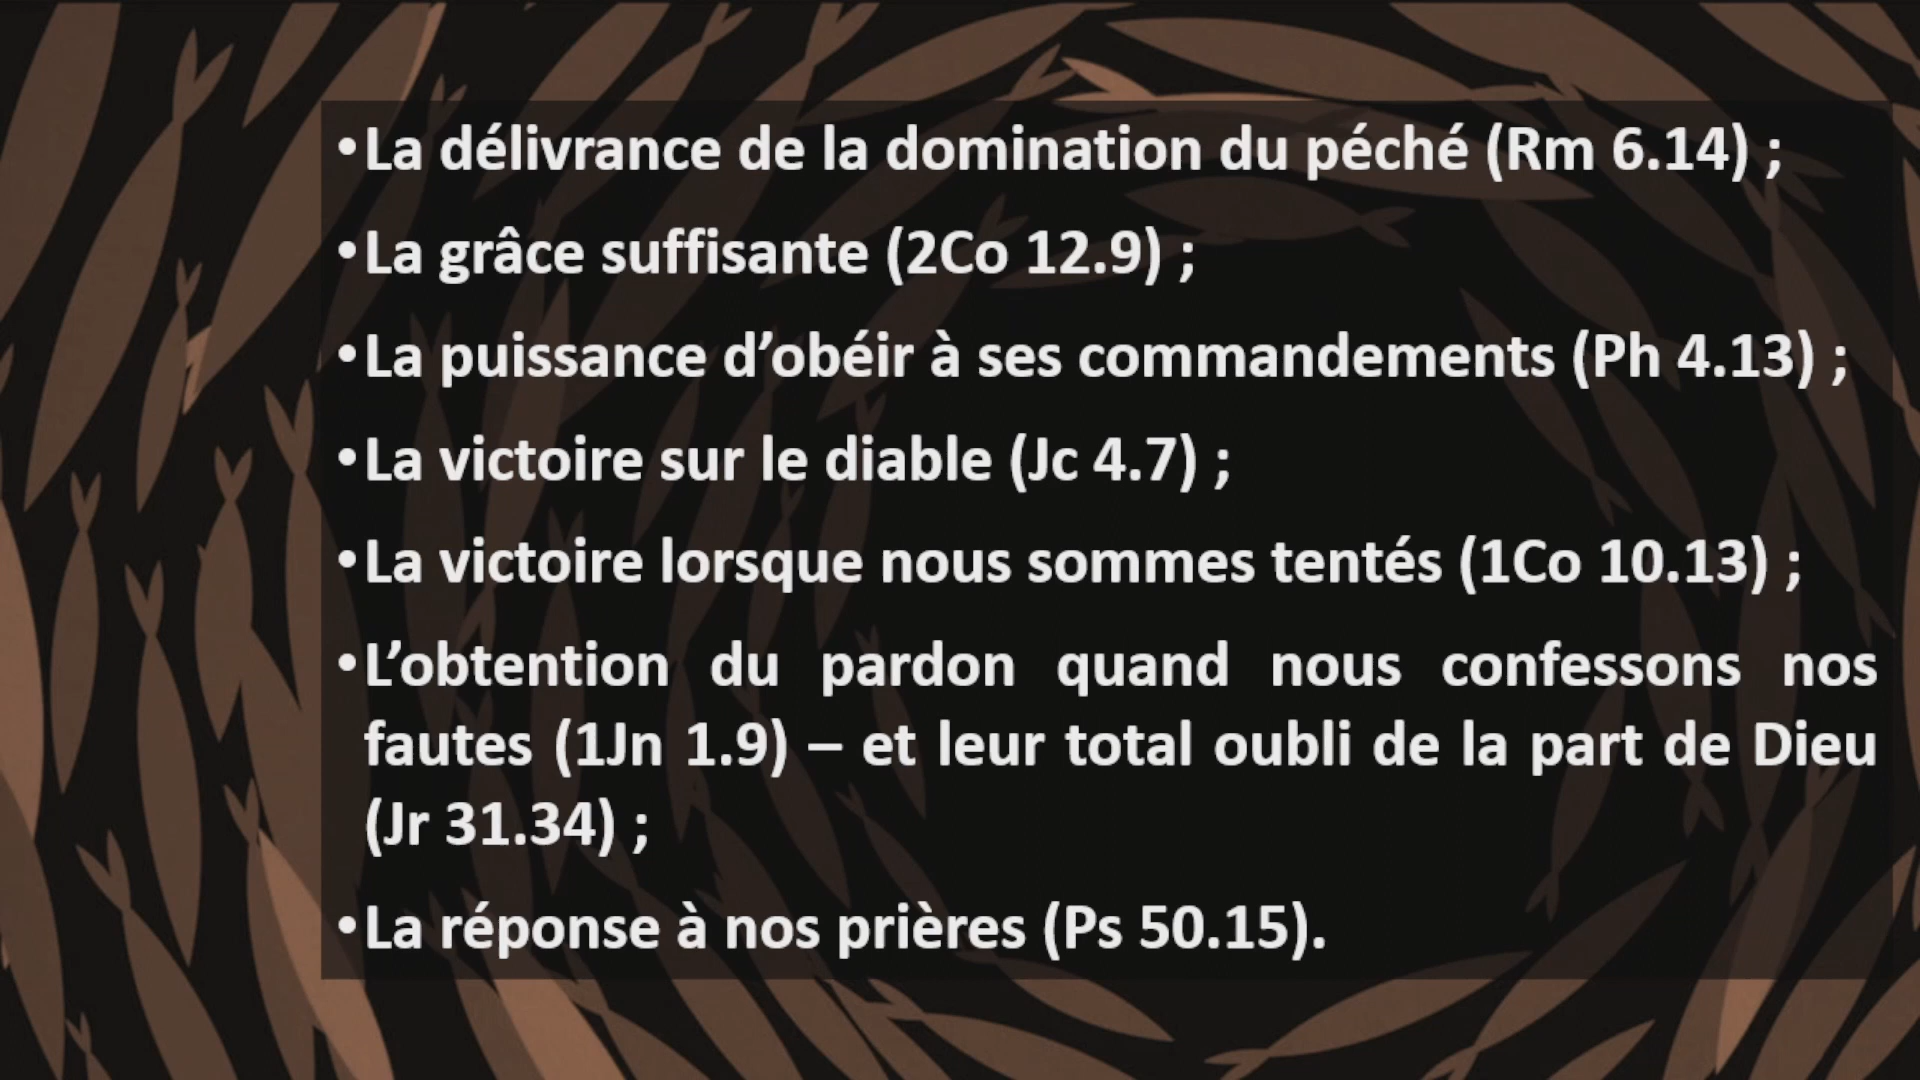 •La délivrance de la domination du péché (Rm 6.14) ;
•La grâce suffisante (2Co 12.9) ;
•La puissance d’obéir à ses commandements (Ph 4.13) ;
•La victoire sur le diable (Jc 4.7) ;
•La victoire lorsque nous sommes tentés (1Co 10.13) ;
•L’obtention du pardon quand nous confessons nos
fautes (1Jn 1.9) – et leur total oubli de la part de Dieu
(Jr 31.34) ;
•La réponse à nos prières (Ps 50.15).